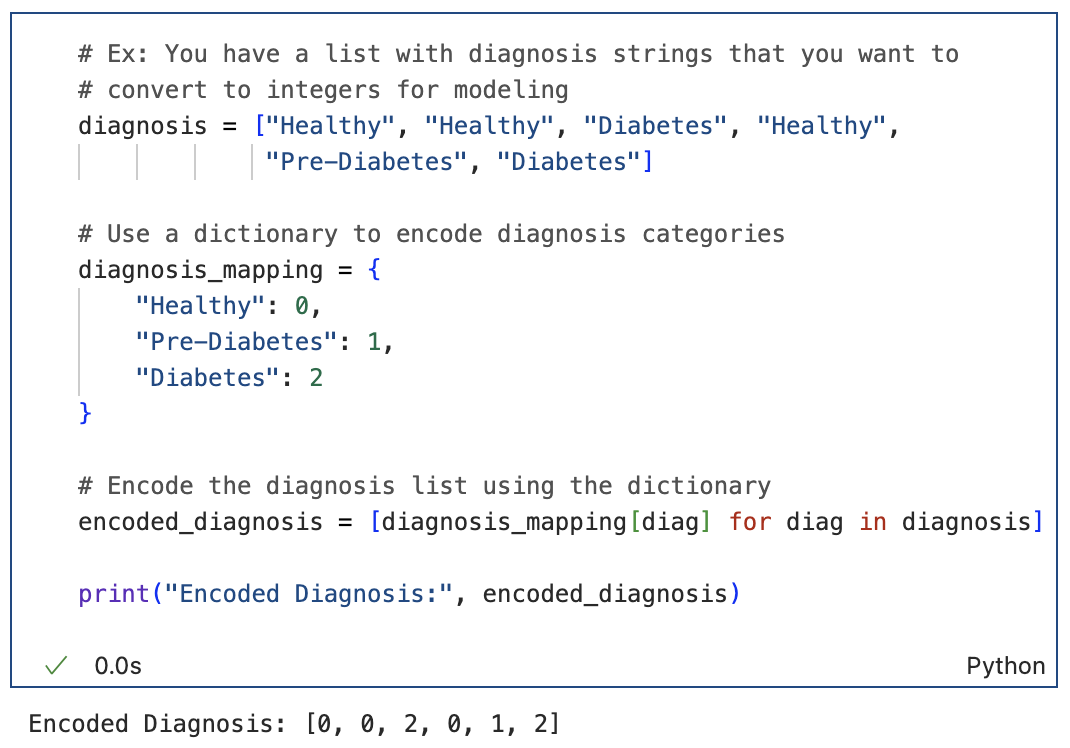 # Ex: You have a list with diagnosis strings that you want to
# convert to integers for modeling
diagnosis = ["Healthy", "Healthy", "Diabetes", "Healthy",
             "Pre-Diabetes", "Diabetes"]
# Use a dictionary to encode diagnosis categories
diagnosis_mapping = {
    "Healthy": 0,
    "Pre-Diabetes": 1,
    "Diabetes": 2
}
# Encode the diagnosis list using the dictionary
encoded_diagnosis = [diagnosis_mapping[diag] for diag in diagnosis]
print("Encoded Diagnosis:", encoded_diagnosis)
0.0s Python
Encoded Diagnosis: [0, 0, 2, 0, 1, 2]